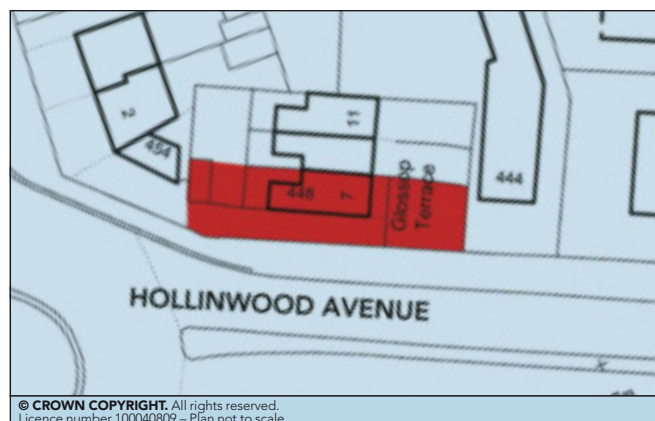 2
454
11
448
7
Glossop
Terrace
444
HOLLINWOOD AVENUE
© CROWN COPYRIGHT. All rights reserved.
Licence number 100040809 – Plan not to scale